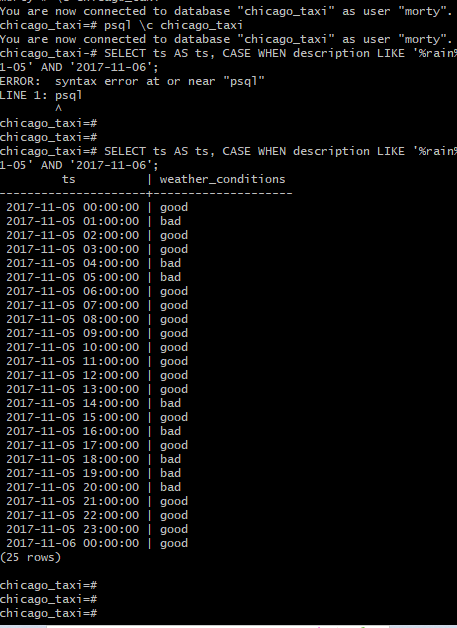 You are now connected to database "chicago_taxi" as user "morty".
chicago_taxi=# psql \c chicago_taxi
You are now connected to database "chicago_taxi" as user "morty".
chicago_taxi-# SELECT ts AS ts, CASE WHEN description LIKE '%rain%
1-05' AND '2017-11-06';
ERROR:  syntax error at or near "psql"
LINE 1: psql
        ^
chicago_taxi=#
chicago_taxi=#
chicago_taxi=# SELECT ts AS ts, CASE WHEN description LIKE '%rain%
1-05' AND '2017-11-06';
         ts          | weather_conditions
---------------------+--------------------
 2017-11-05 00:00:00 | good
 2017-11-05 01:00:00 | bad
 2017-11-05 02:00:00 | good
 2017-11-05 03:00:00 | good
 2017-11-05 04:00:00 | bad
 2017-11-05 05:00:00 | bad
 2017-11-05 06:00:00 | good
 2017-11-05 07:00:00 | good
 2017-11-05 08:00:00 | good
 2017-11-05 09:00:00 | good
 2017-11-05 10:00:00 | good
 2017-11-05 11:00:00 | good
 2017-11-05 12:00:00 | good
 2017-11-05 13:00:00 | good
 2017-11-05 14:00:00 | bad
 2017-11-05 15:00:00 | good
 2017-11-05 16:00:00 | bad
 2017-11-05 17:00:00 | good
 2017-11-05 18:00:00 | bad
 2017-11-05 19:00:00 | bad
 2017-11-05 20:00:00 | bad
 2017-11-05 21:00:00 | good
 2017-11-05 22:00:00 | good
 2017-11-05 23:00:00 | good
 2017-11-06 00:00:00 | good
(25 rows)
chicago_taxi=#
chicago_taxi=#
chicago_taxi=#